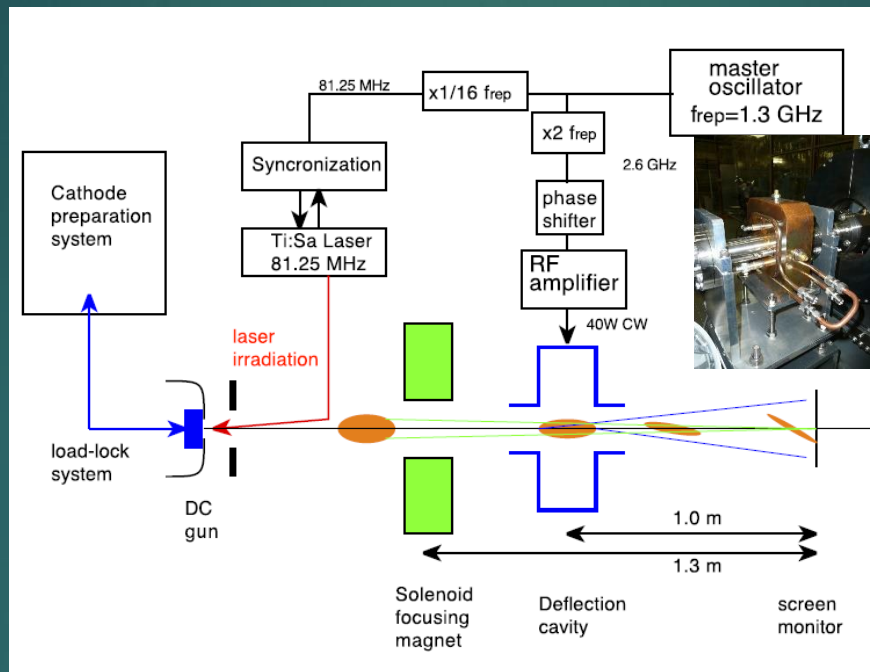 master
oscillator
frep=1.3 GHz
81.25 MHz
x1/16 frep
x2 frep
2.6 GHz
Syncronization
Cathode
preparation
system
phase
shifter
Ti:Sa Laser
81.25 MHz
RF
amplifier
40W CW
laser
irradiation
load-lock
system
DC
gun
1.0 m
1.3 m
Solenoid
focusing
magnet
Deflection
cavity
screen
monitor